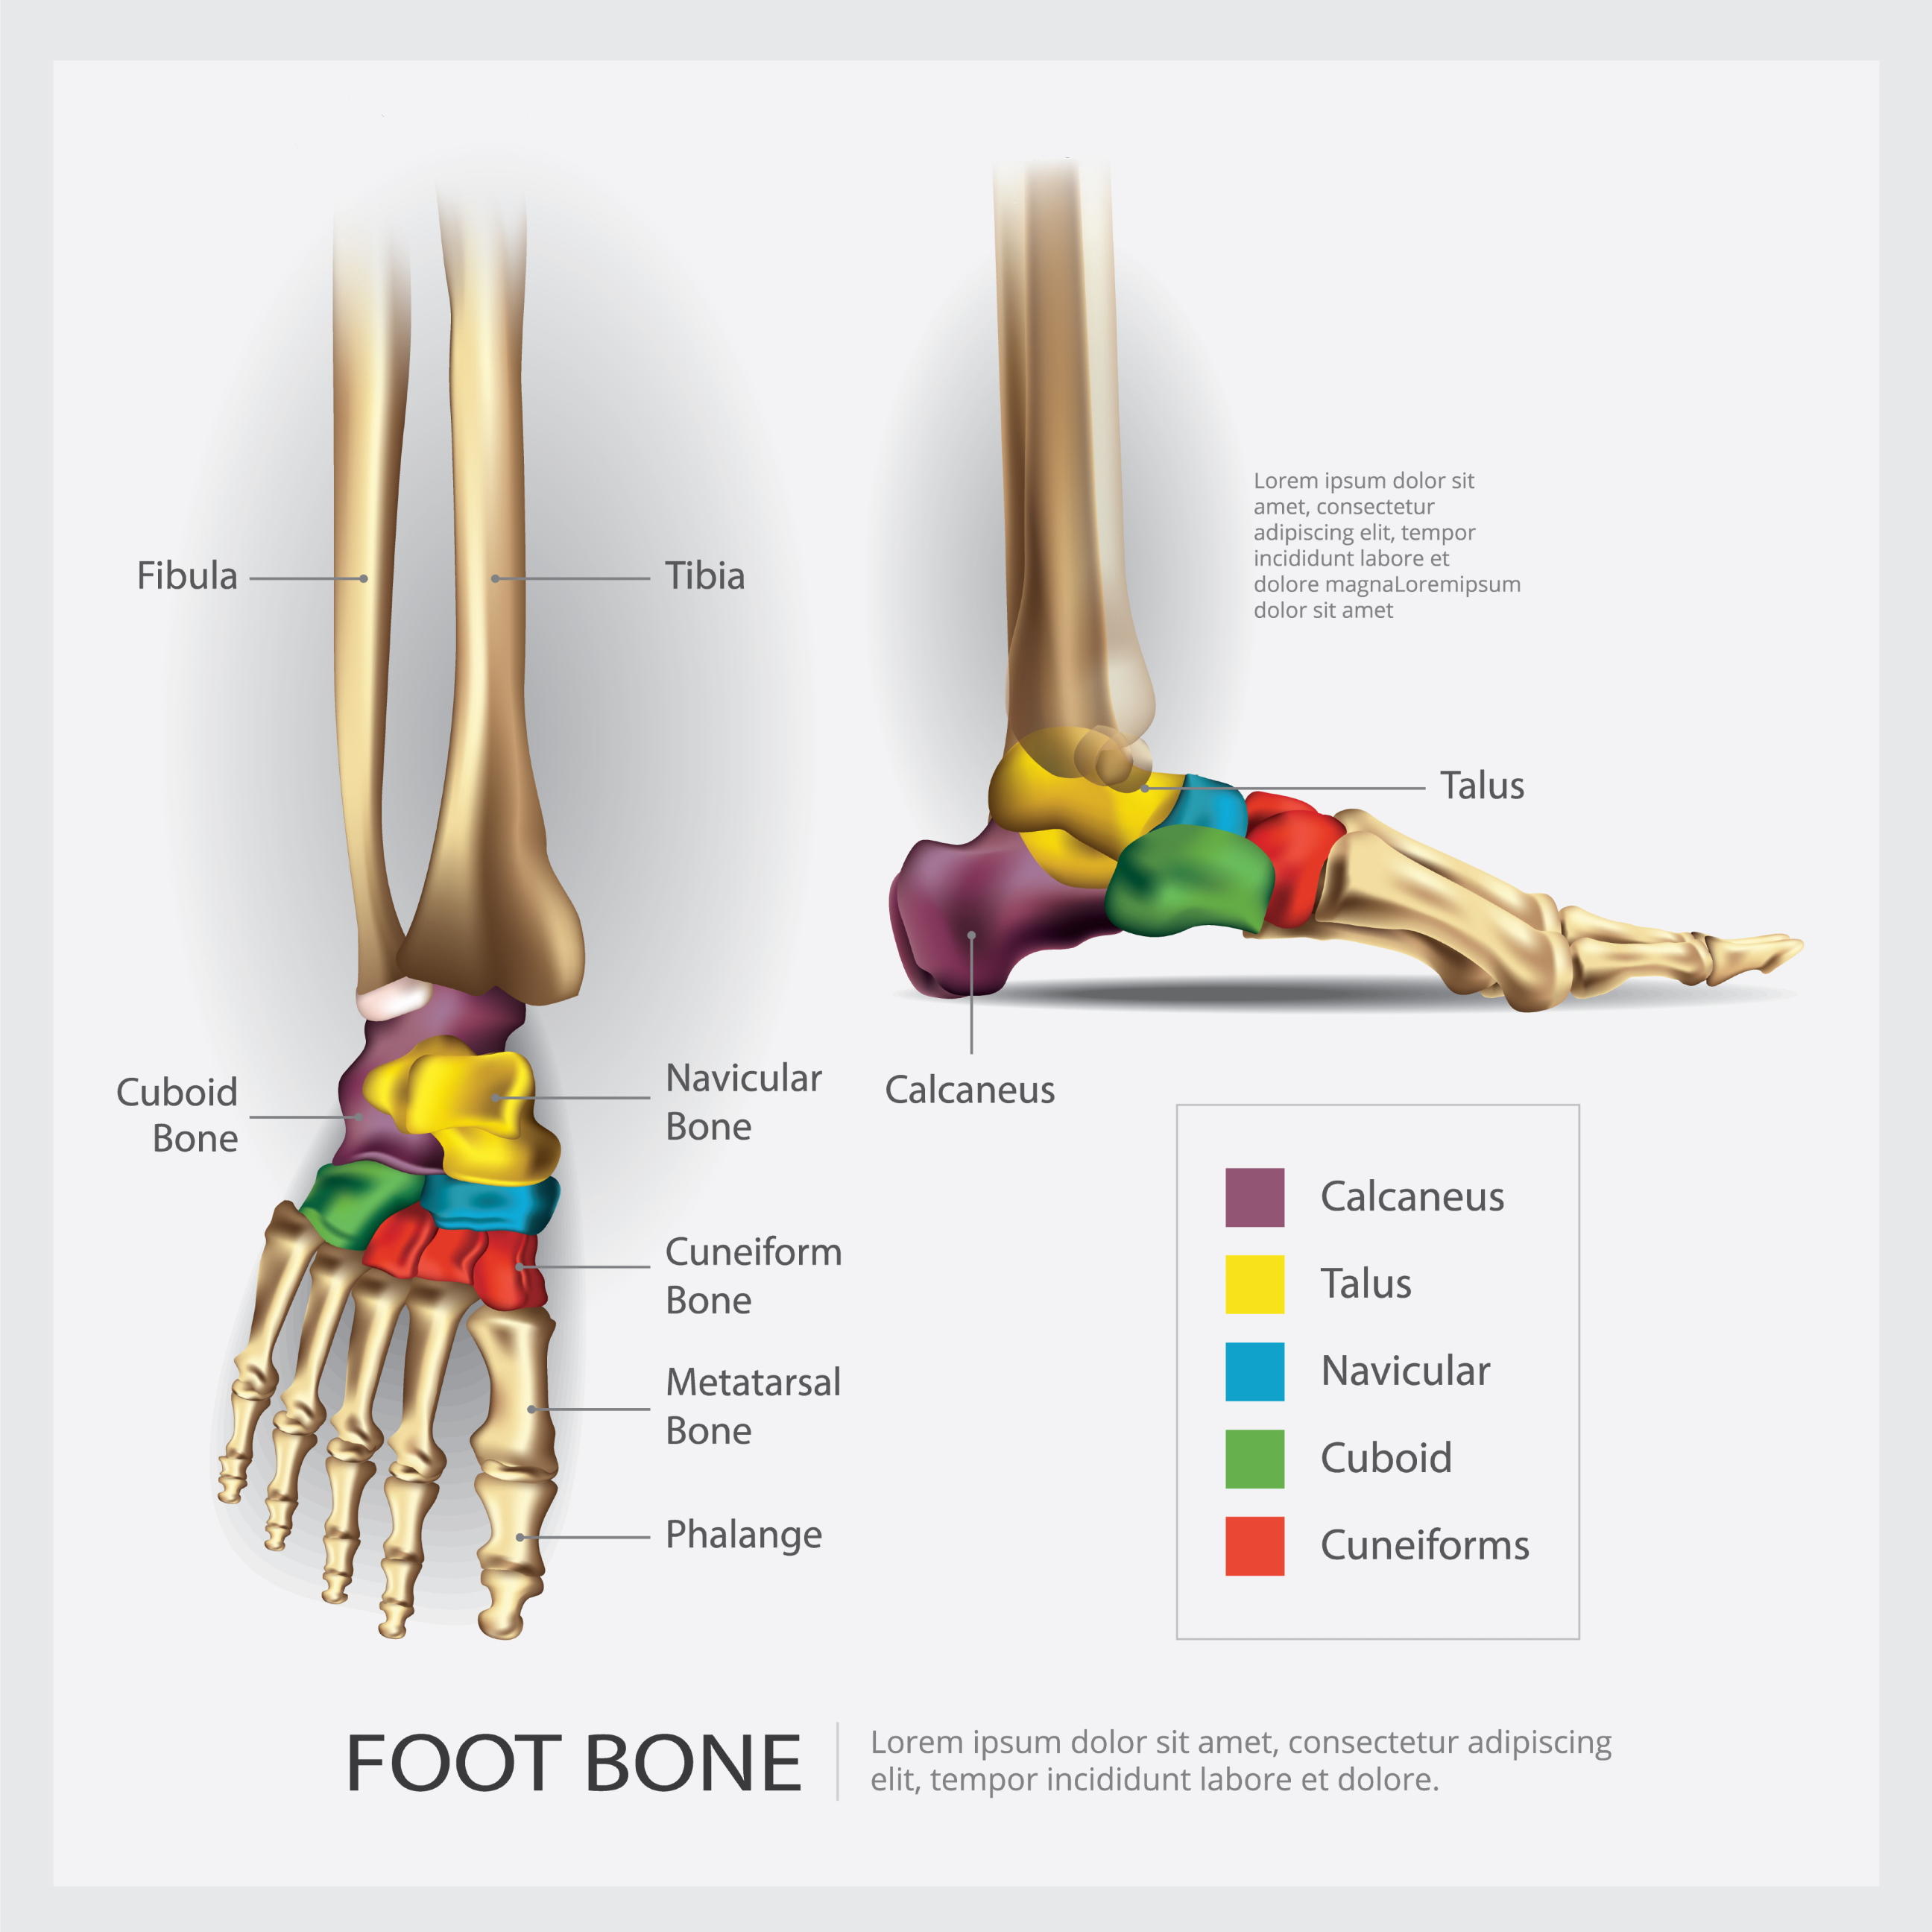 Fibula
Tibia
Lorem ipsum dolor sit
amet, consectetur
adipiscing elit, tempor
incididunt labore et
dolore magnaLoremipsum
dolor sit amet
Talus
Cuboid
Bone
Navicular
Bone
Calcaneus
Cuneiform
Bone
Metatarsal
Bone
Phalange
Calcaneus
Talus
Navicular
Cuboid
Cuneiforms
FOOT BONE
Lorem ipsum dolor sit amet, consectetur adipiscing
elit, tempor incididunt labore et dolore.